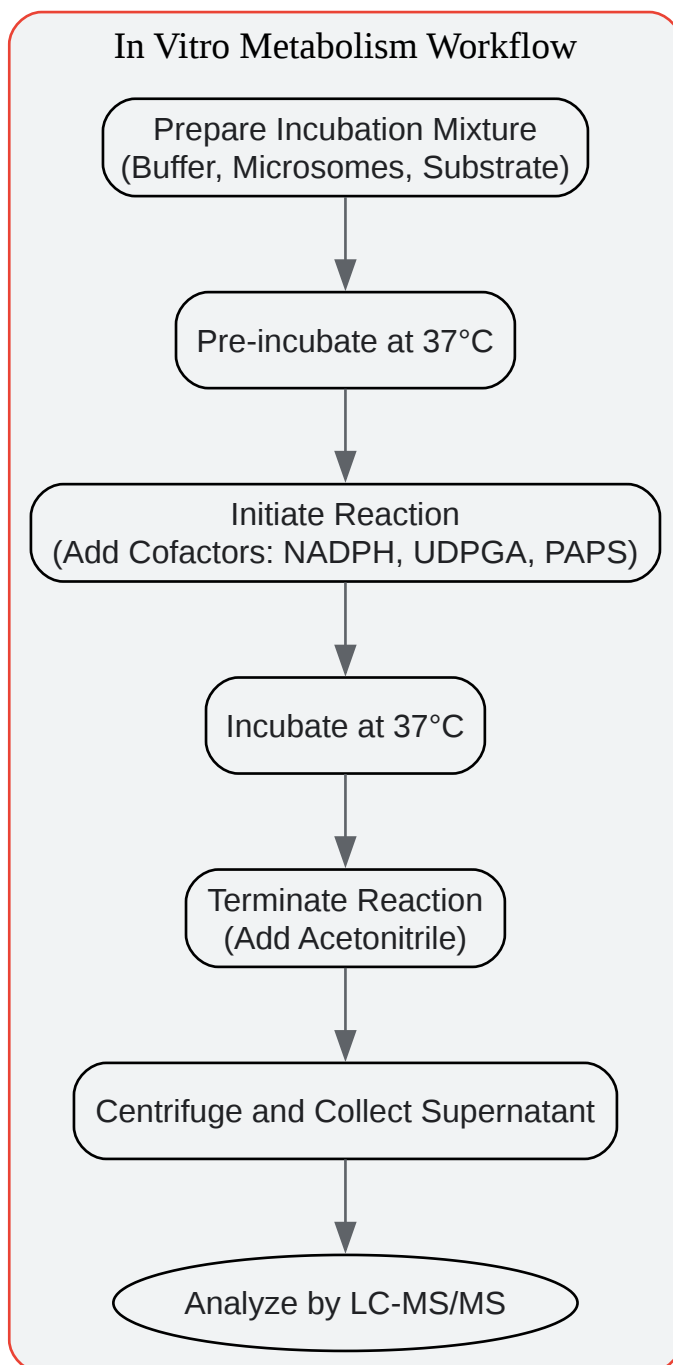 In Vitro Metabolism Workflow
Prepare Incubation Mixture
(Buffer, Microsomes, Substrate)
Pre-incubate at 37°C
Initiate Reaction
(Add Cofactors: NADPH, UDPGA, PAPS)
Incubate at 37°C
Terminate Reaction
(Add Acetonitrile)
Centrifuge and Collect Supernatant
Analyze by LC-MS/MS